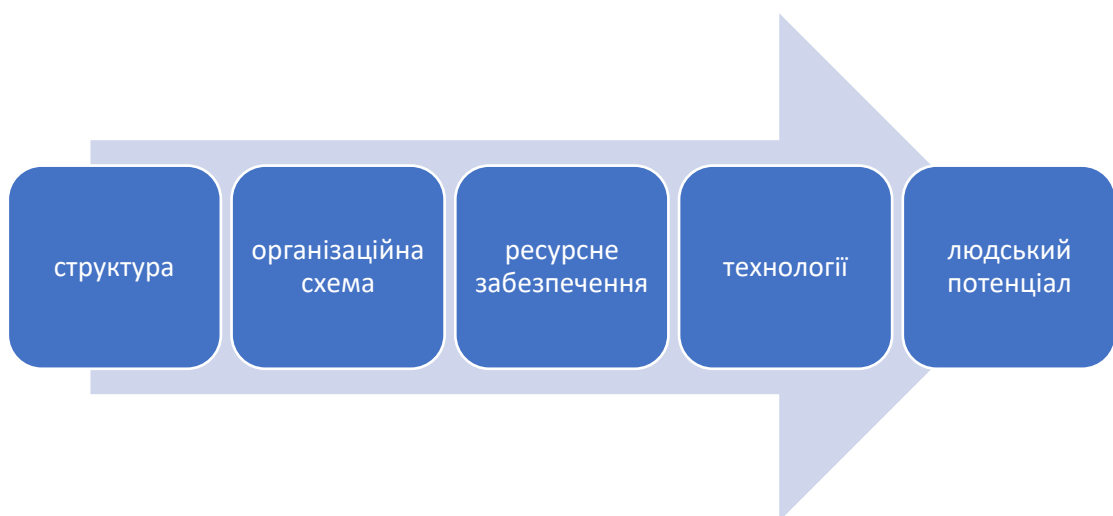 структура
організаційна
схема
ресурсне
забезпечення
технології
людський
потенціал